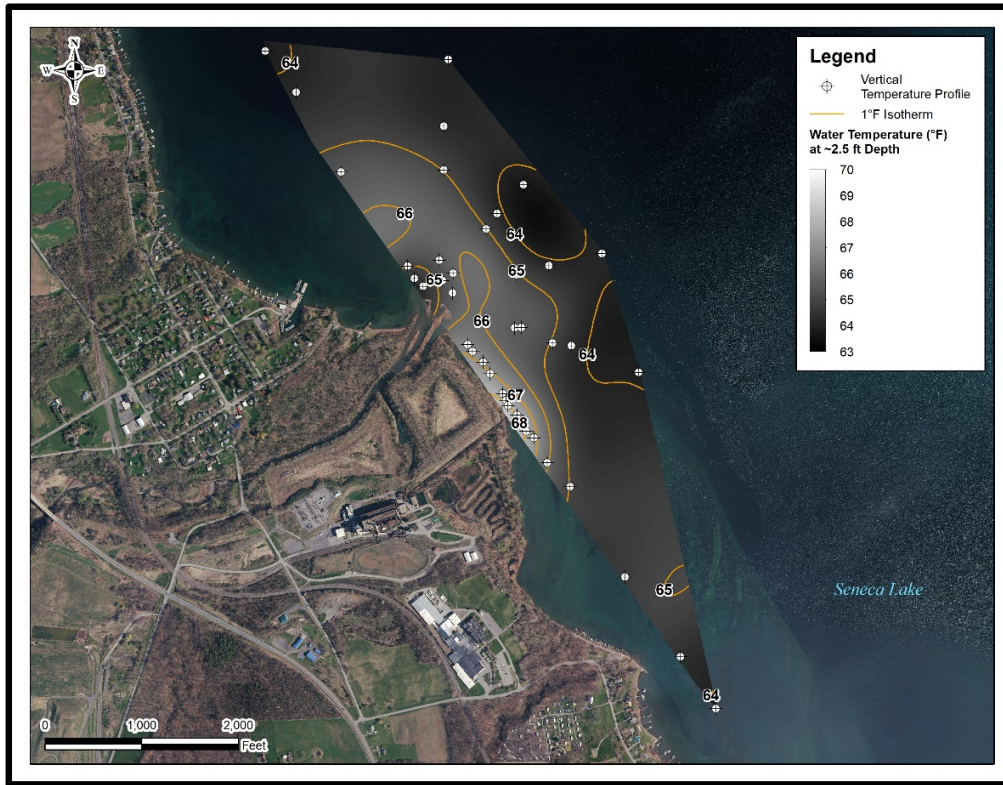 N
W E
S
64
66
64
65
65
66
64
67
68
65
64
Legend
Vertical
Temperature Profile
1°F Isotherm
Water Temperature (°F)
at ~2.5 ft Depth
70
69
68
67
66
65
64
63
Seneca Lake
0 1,000 2,000
Feet